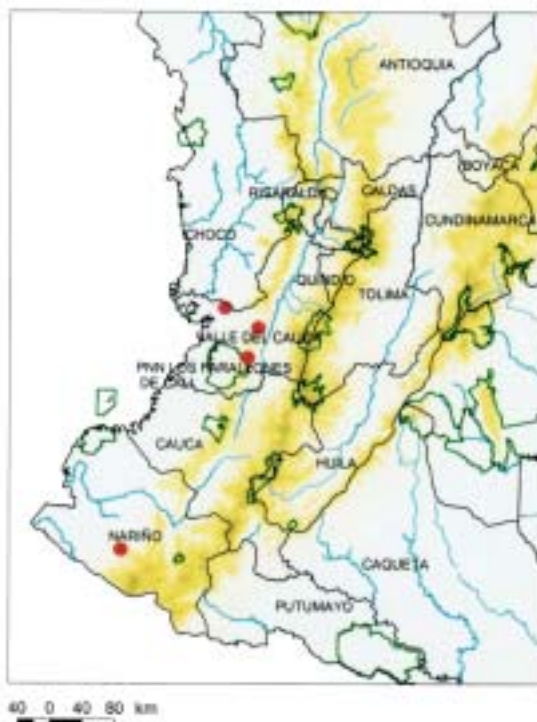 ANTIOQUIA
BOYACA
RISARALDA
CALDAS
CUNDINAMARCA
CHOCO
QUINDIO
TOLIMA
VALLE DEL CAUCA
PNN LOS FARALLONES
DE CALI
CAUCA
HUILA
NARIÑO
CAQUETA
PUTUMAYO
40 0 40 80 km